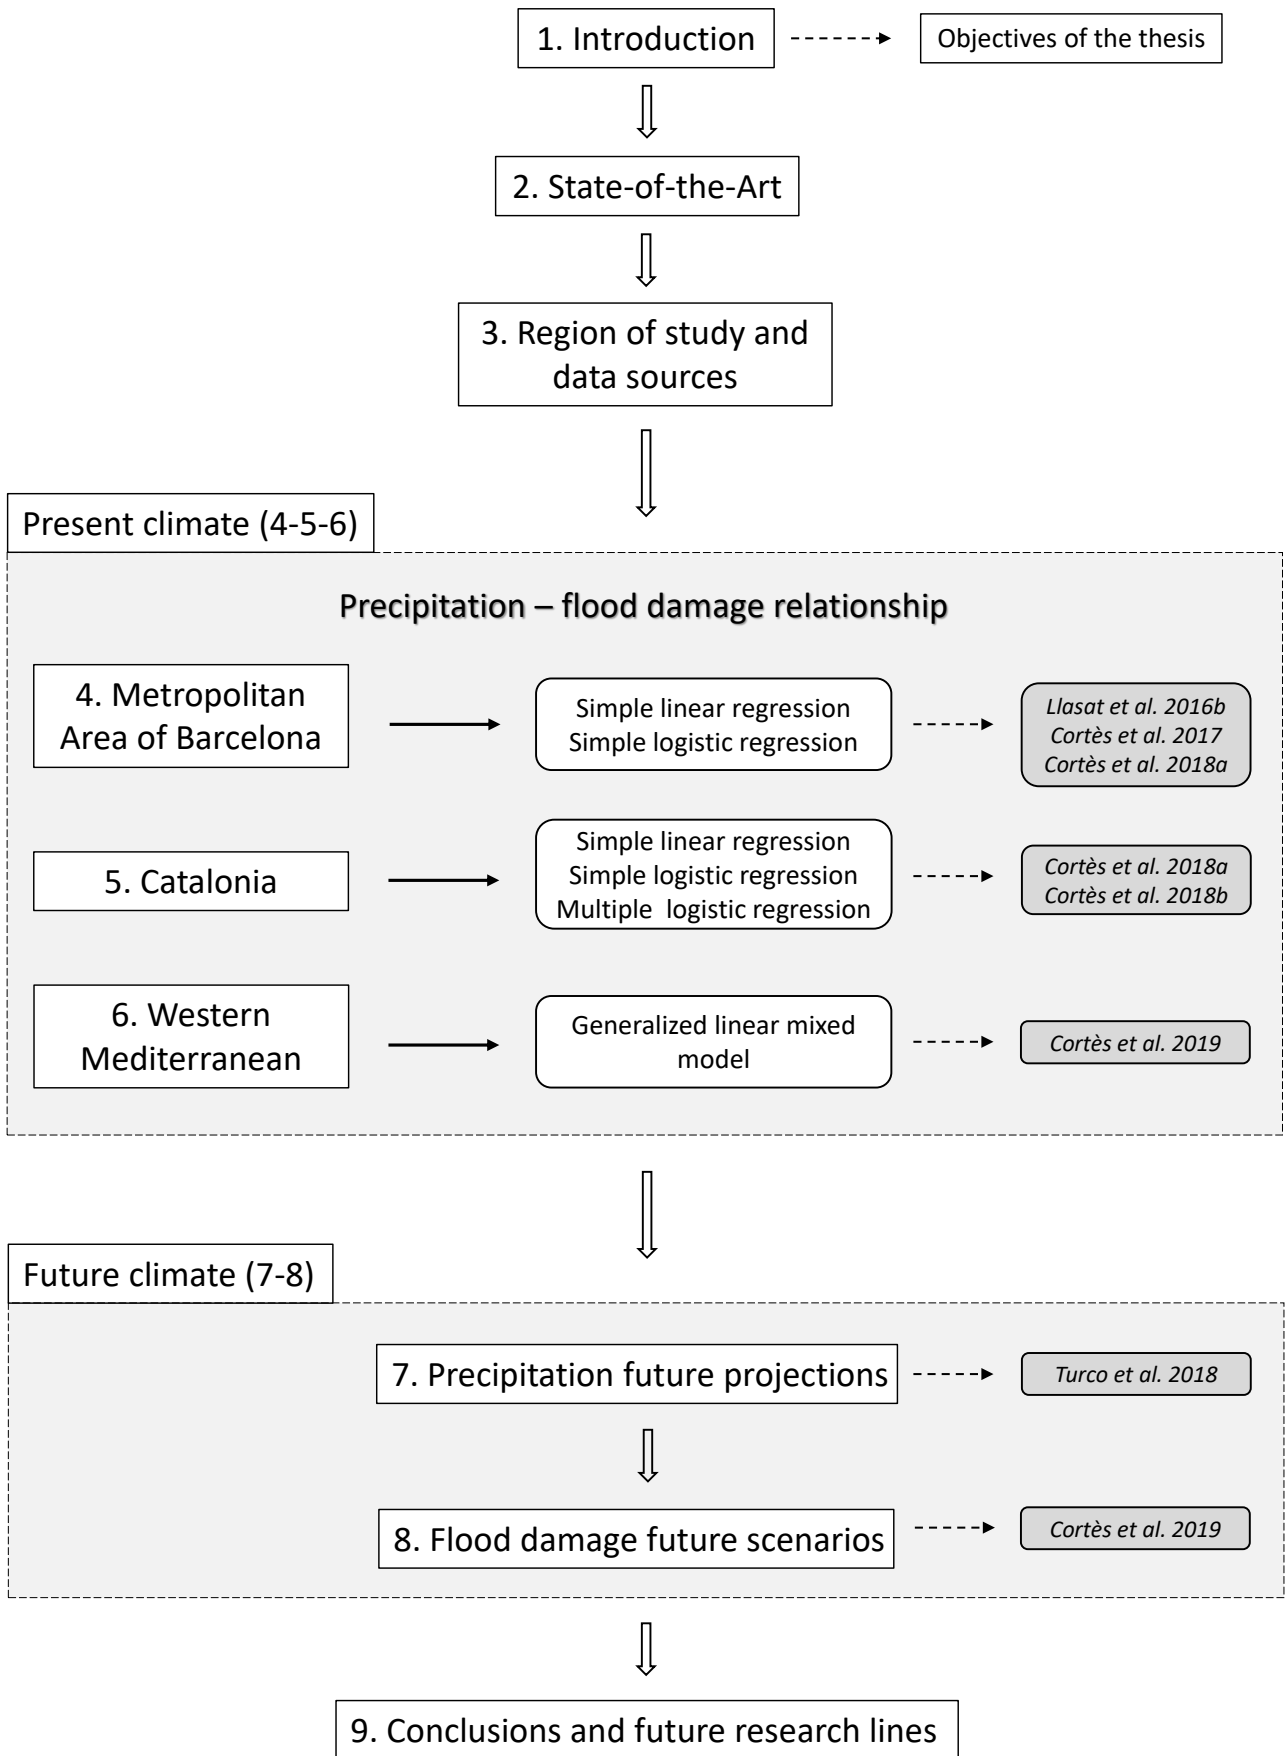 1. Introduction
Objectives of the thesis
2. State-of-the-Art
3. Region of study and
data sources
Present climate (4-5-6)
Precipitation – flood damage relationship
4. Metropolitan
Area of Barcelona
Simple linear regression
Simple logistic regression
Llasat et al. 2016b
Cortès et al. 2017
Cortès et al. 2018a
5. Catalonia
Simple linear regression
Simple logistic regression
Multiple logistic regression
Cortès et al. 2018a
Cortès et al. 2018b
6. Western
Mediterranean
Generalized linear mixed
model
Cortès et al. 2019
Future climate (7-8)
7. Precipitation future projections
Turco et al. 2018
8. Flood damage future scenarios
Cortès et al. 2019
9. Conclusions and future research lines